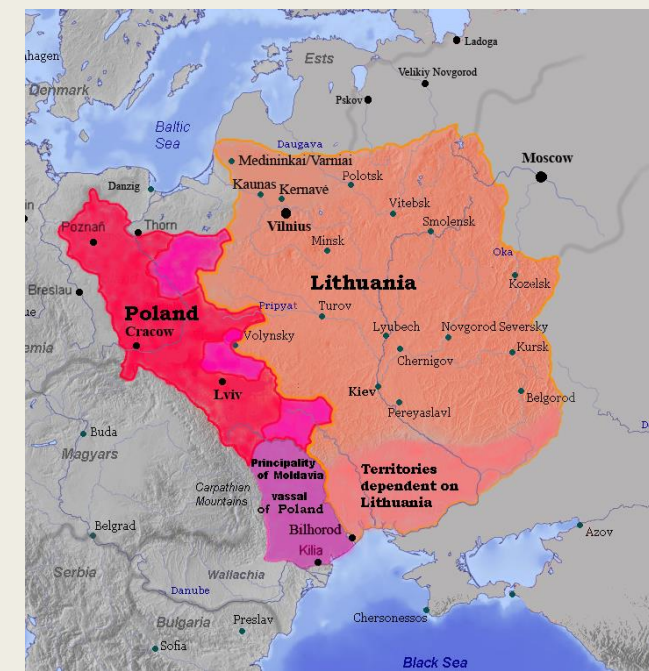 Ladoga
Ests
Velikiy Novgorod
hagen
Pskov
Denmark
Baltic
Sea
Daugava
Moscow
Medininkai/Varniai
Polotsk
Danzig
Kaunas
Kernavė
Vitebsk
Poznań
Thorn
Vilnius
Smolensk
Minsk
Oka
Lithuania
Kozelsk
Breslau
Pripyat
Turov
Poland
Cracow
Volynsky
Lyubech
Novgorod Seversky
Chernigov
Kursk
Lviv
Kiev
Belgorod
Pereyaslavl
Buda
Magyars
Principality
of Moldavia
vassal
of Poland
Territories
dependent on
Lithuania
Carpathian
Mountains
Belgrad
Bilhorod
Azov
Kilia
Serbia
Wallachia
Danube
Chersonessos
Bulgaria
Preslav
Sofia
Black Sea